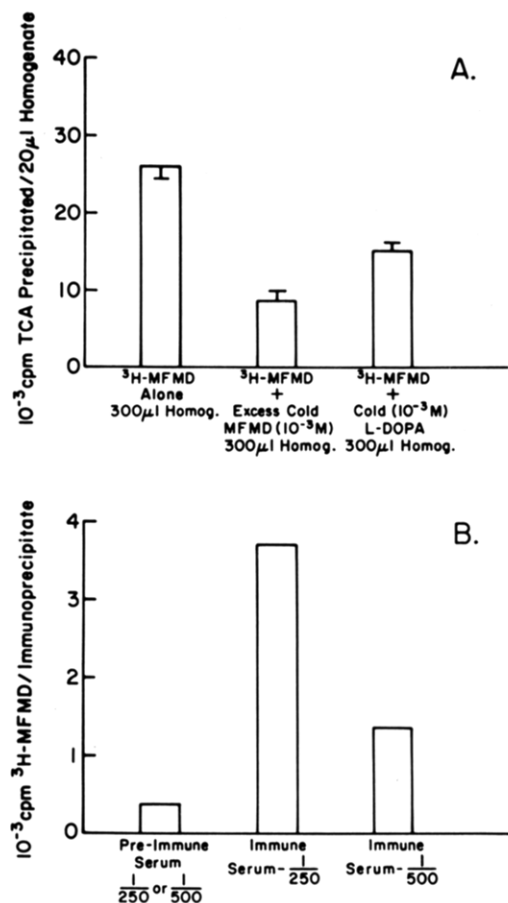 A.
10⁻³cpm TCA Precipitated/20μl Homogenate
40
30
20
10
0
³H-MFMD
Alone
300μl Homog.
³H-MFMD
+
Excess Cold
MFMD (10⁻³M)
300μl Homog.
³H-MFMD
+
Cold (10⁻³M)
L-DOPA
300μl Homog.
B.
10⁻³cpm ³H-MFMD/Immunoprecipitate
4
3
2
1
0
Pre-Immune
Serum
1/250 or 1/500
Immune
Serum- 1/250
Immune
Serum- 1/500